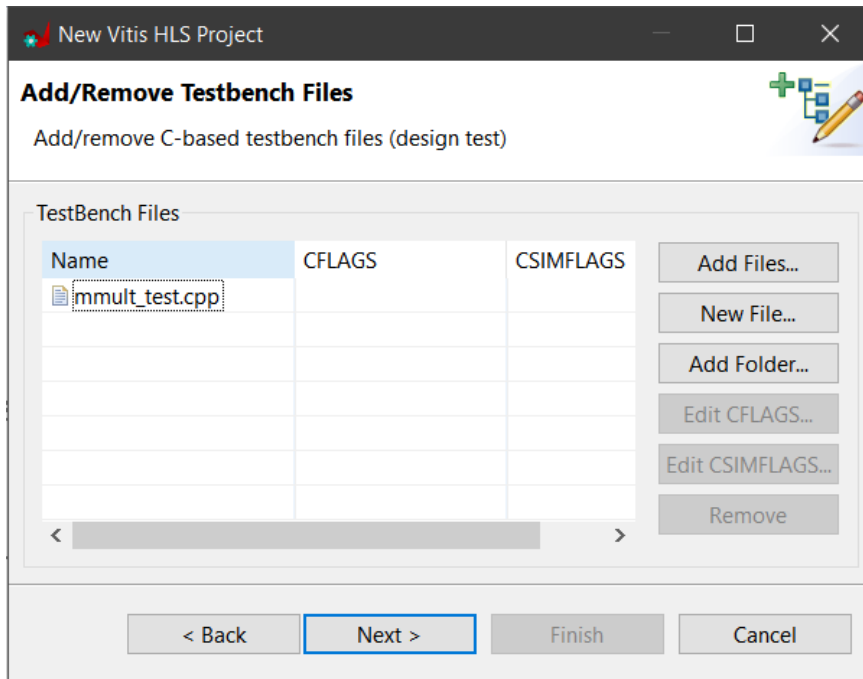 New Vitis HLS Project
Add/Remove Testbench Files
Add/remove C-based testbench files (design test)
TestBench Files
Name CFLAGS CSIMFLAGS
mmult_test.cpp
Add Files...
New File...
Add Folder...
Edit CFLAGS...
Edit CSIMFLAGS...
Remove
< Back Next > Finish Cancel